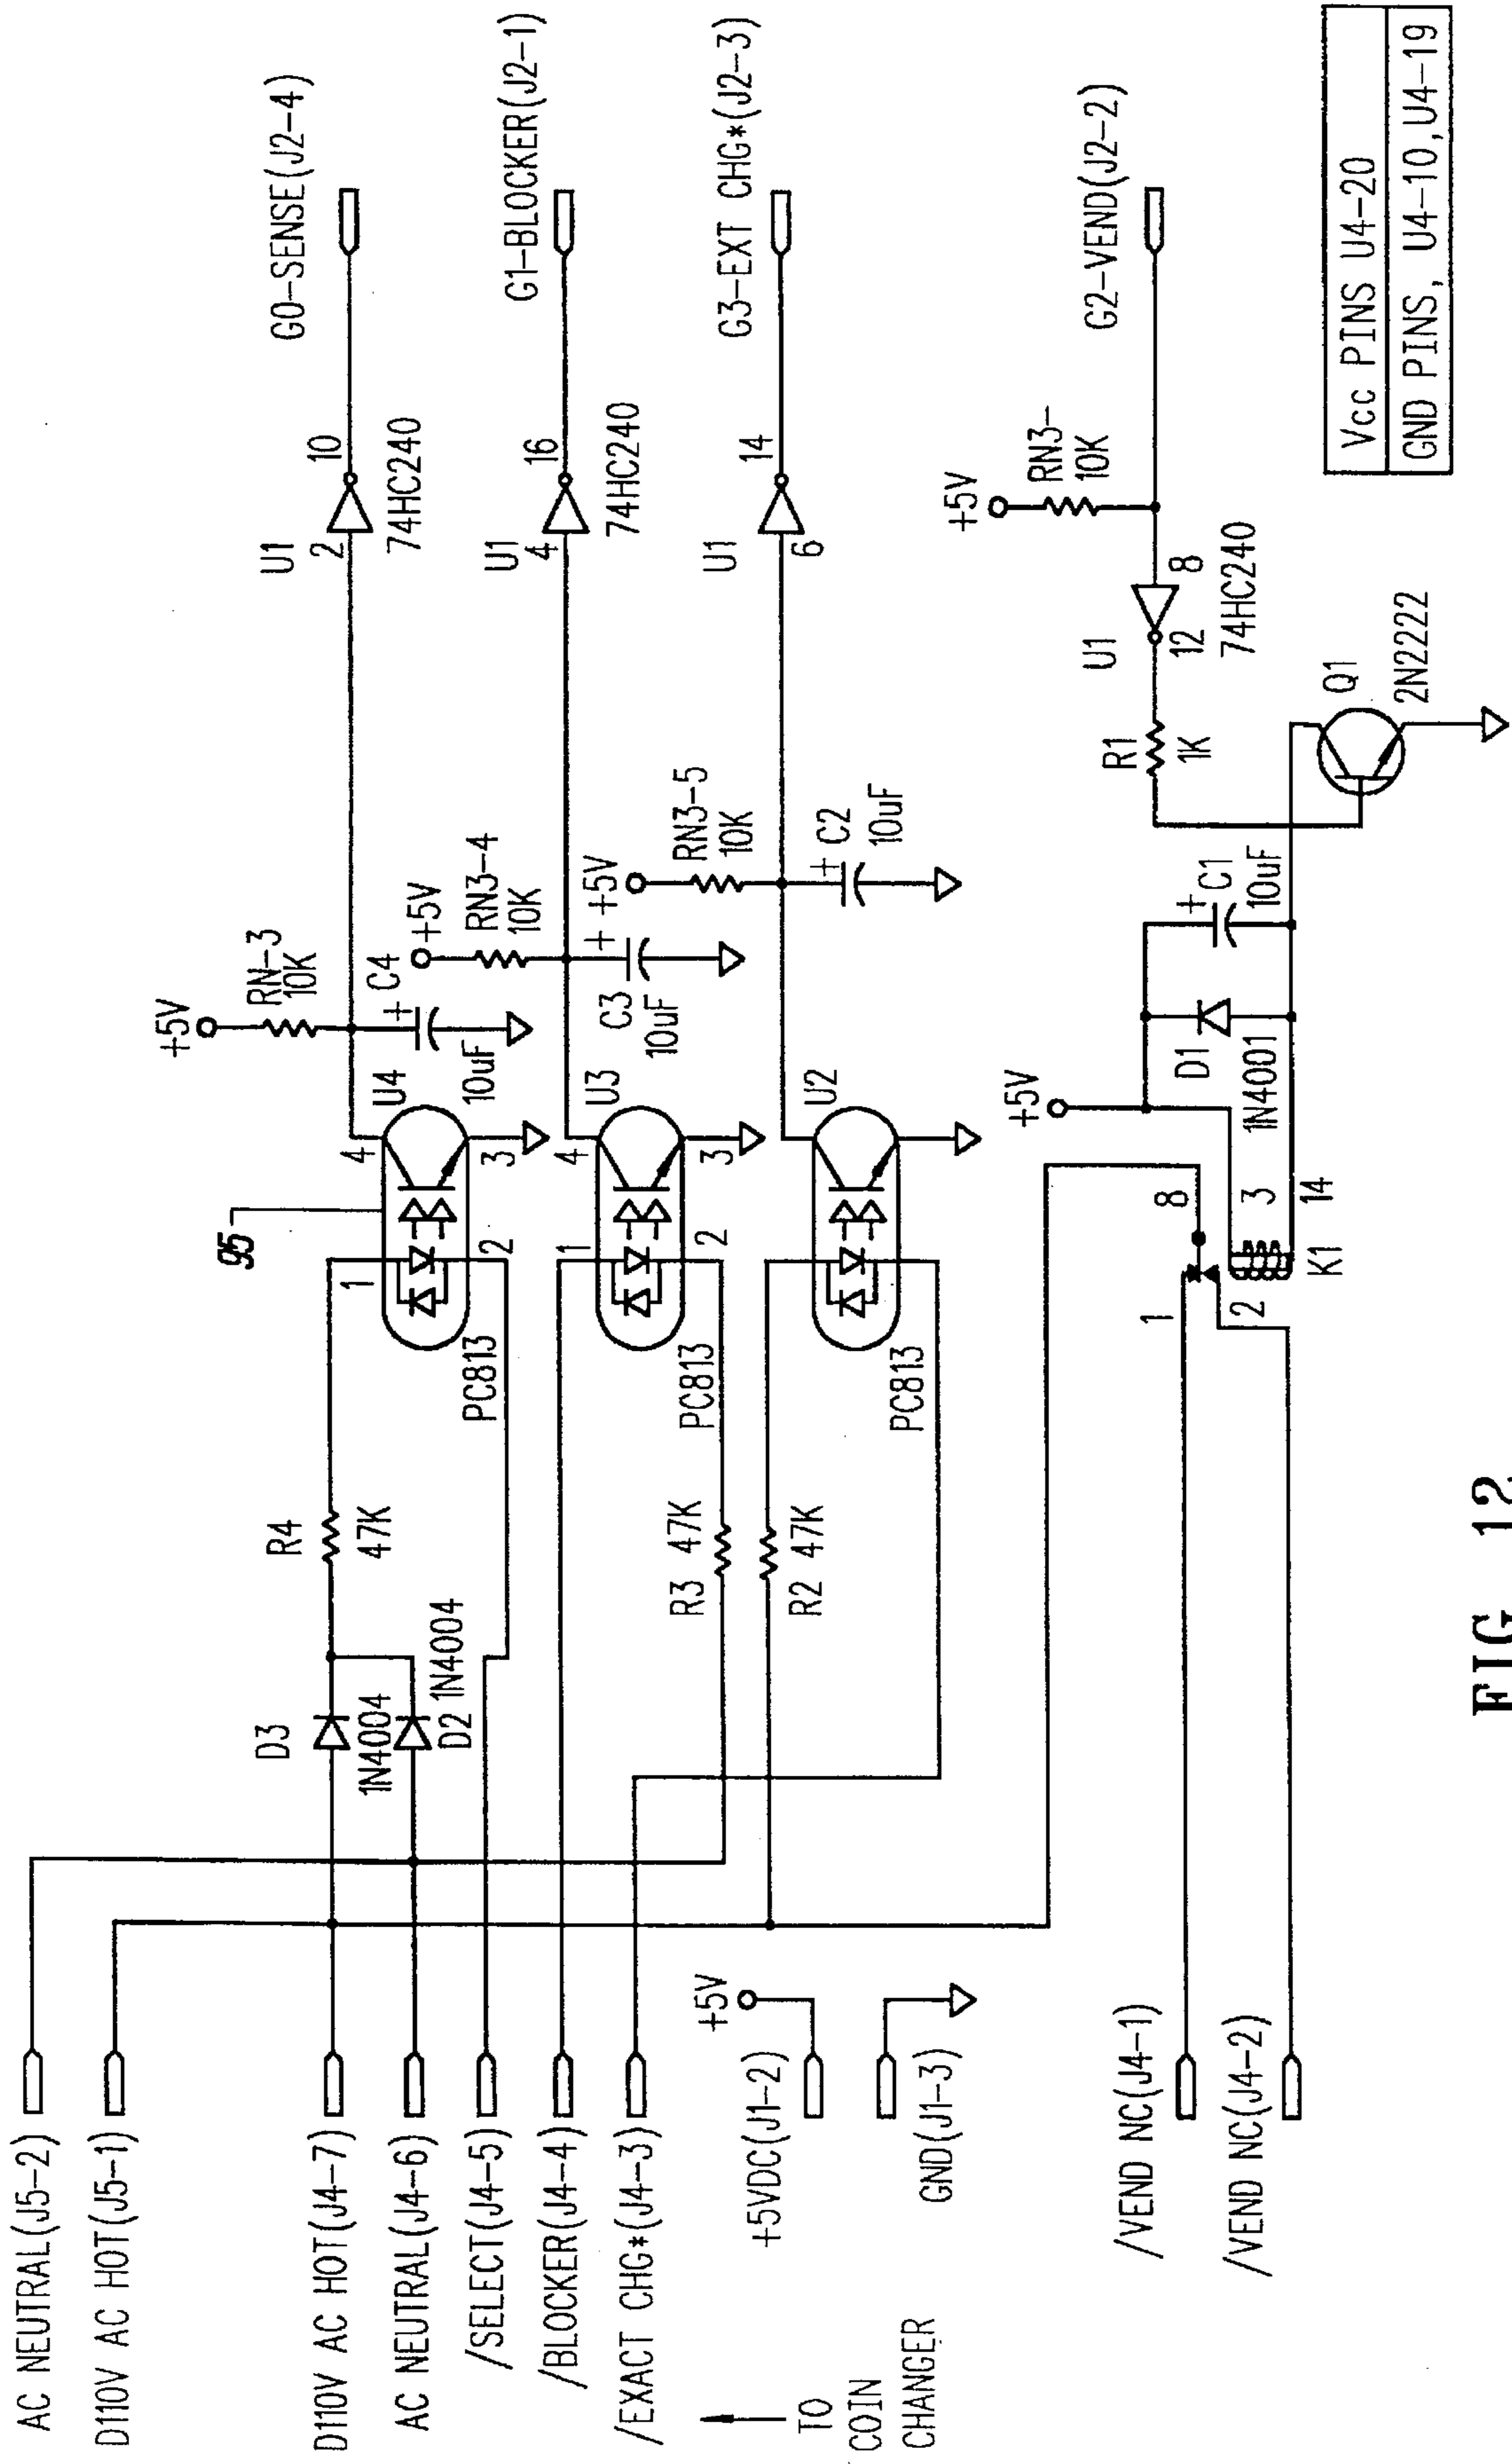 AC NEUTRAL(J5-2)
D110V AC HOT(J5-1)
D110V AC HOT(J4-7)
AC NEUTRAL(J4-6)
/SELECT(J4-5)
/BLOCKER(J4-4)
/EXACT CHG*(J4-3)
TO
COIN
CHANGER
+5VDC(J1-2)
+5V
GND(J1-3)
/VEND NC(J4-1)
/VEND NC(J4-2)
D3
1N4004
D2 1N4004
R4
47K
R3 47K
R2 47K
95
1
4
U4
2
3
PC813
1
4
U3
2
3
PC813
U2
PC813
+5V
RN-3
10K
C4
10uF
+
+5V
RN3-4
10K
C3
10uF
+
+5V
RN3-5
10K
+ C2
10uF
U1
2
10
74HC240
G0-SENSE(J2-4)
U1
4
16
74HC240
G1-BLOCKER(J2-1)
U1
6
14
G3-EXT CHG*(J2-3)
1
2
8
3
14
K1
+5V
D1
1N4001
+ C1
10uF
R1
1K
U1
12
8
74HC240
+5V
RN3-
10K
G2-VEND(J2-2)
Q1
2N2222
Vcc PINS U4-20
GND PINS, U4-10,U4-19
FIG 12